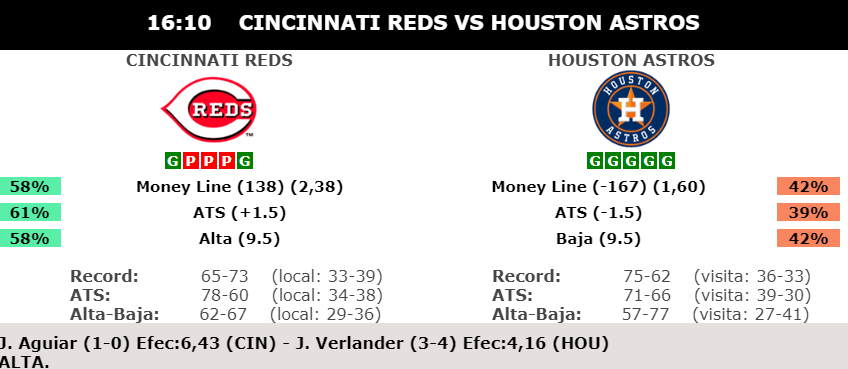 16:10 CINCINNATI REDS VS HOUSTON ASTROS
CINCINNATI REDS HOUSTON ASTROS
REDS HOUSTON H ASTROS
G P P P G G G G G G
58% Money Line (138) (2,38) Money Line (-167) (1,60) 42%
61% ATS (+1.5) ATS (-1.5) 39%
58% Alta (9.5) Baja (9.5) 42%
Record: 65-73 (local: 33-39) Record: 75-62 (visita: 36-33)
ATS: 78-60 (local: 34-38) ATS: 71-66 (visita: 39-30)
Alta-Baja: 62-67 (local: 29-36) Alta-Baja: 57-77 (visita: 27-41)
J. Aguiar (1-0) Efec:6,43 (CIN) - J. Verlander (3-4) Efec:4,16 (HOU)
ALTA.